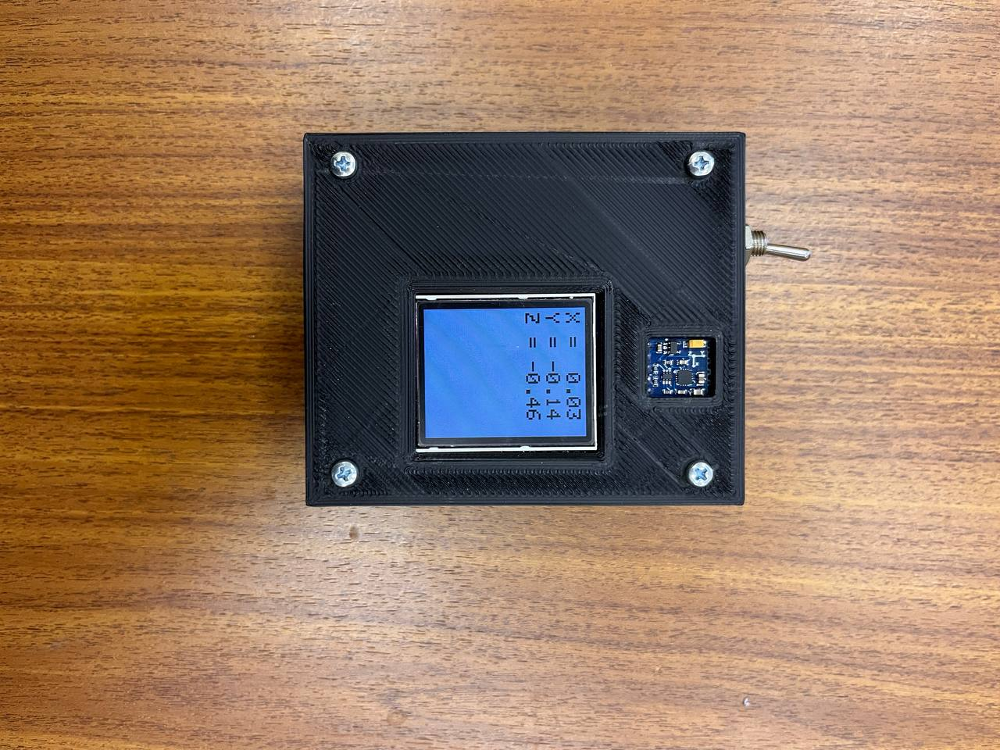 X = 0.03
Y = -0.14
Z = -0.46